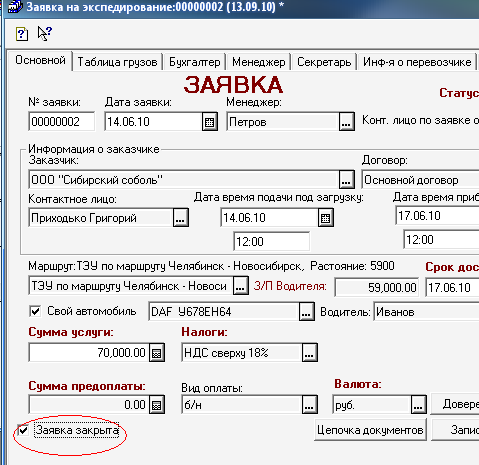 Заявка на экспедирование:00000002 (13.09.10) *
Основной Таблица грузов Бухгалтер Менеджер Секретарь Инф-я о перевозчике
ЗАЯВКА
Статус
№ заявки: Дата заявки: Менеджер:
00000002 14.06.10 Петров ... Конт. лицо по заявке о
Информация о заказчике
Заказчик: Договор:
ООО "Сибирский соболь" ... Основной договор
Контактное лицо: Дата время подачи под загрузку: Дата время приб
Приходько Григорий ... 14.06.10 17.06.10
12:00 12:00
Маршрут:ТЭУ по маршруту Челябинск - Новосибирск, Растояние: 5900 Срок дос
ТЭУ по маршруту Челябинск - Новоси ... З/П Водителя: 59,000.00 17.06.10
Свой автомобиль DAF У678ЕН64 ... Водитель: Иванов
Сумма услуги: Налоги:
70,000.00 НДС сверху 18% ...
Сумма предоплаты: Вид оплаты: Валюта:
0.00 б/н ... руб. ... Довере
Заявка закрыта Цепочка документов Запис